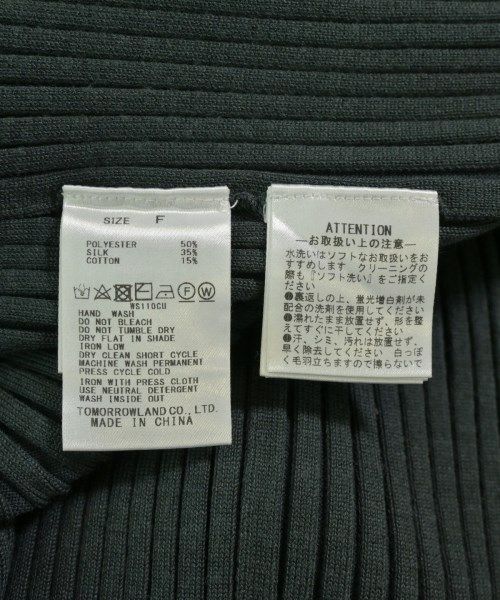 SIZE F
POLYESTER 50%
SILK 35%
COTTON 15%
WS110CU
HAND WASH
DO NOT BLEACH
DO NOT TUMBLE DRY
DRY FLAT IN SHADE
IRON LOW
DRY CLEAN SHORT CYCLE
MACHINE WASH PERMANENT
PRESS CYCLE COLD
IRON WITH PRESS CLOTH
USE NEUTRAL DETERGENT
WASH INSIDE OUT
TOMORROWLAND CO., LTD.
MADE IN CHINA
ATTENTION
—お取扱い上の注意—
水洗いはソフトなお取扱いをお
すすめします クリーニングの
際も『ソフト洗い』をご指定く
ださい
❶裏返しの上、蛍光増白剤が未
配合の洗剤を使用してください
❷濡れたまま放置せず、形を整
えてすぐに干してください
❸汗、シミ、汚れは放置せず、
早く除去してください 白っぽ
く毛羽立ちますので擦らないで